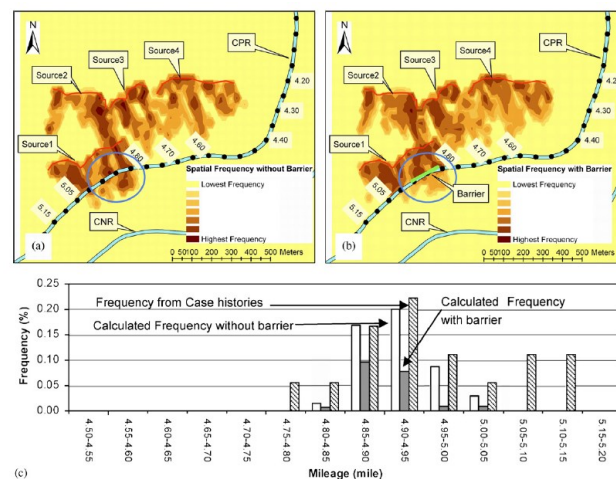 N
CPR
Source4
Source3
Source2
4.20
4.30
4.40
Source1
4.60
4.70
4.80
5.05
5.15
Spatial Frequency without Barrier
Lowest Frequency
Highest Frequency
CNR
(a)
0 50100 200 300 400 500
Meters
N
CPR
Source4
Source3
Source2
4.20
4.30
4.40
Source1
4.60
4.70
4.80
5.05
5.15
Spatial Frequency with Barrier
Lowest Frequency
Barrier
Highest Frequency
CNR
(b)
0 50100 200 300 400 500
Meters
Frequency (%)
0.25
0.20
0.15
0.10
0.05
0.00
Frequency from Case histories
Calculated Frequency without barrier
Calculated Frequency
with barrier
4.50-4.55
4.55-4.60
4.60-4.65
4.65-4.70
4.70-4.75
4.75-4.80
4.80-4.85
4.85-4.90
4.90-4.95
4.95-5.00
5.00-5.05
5.05-5.10
5.10-5.15
5.15-5.20
Mileage (mile)
(c)